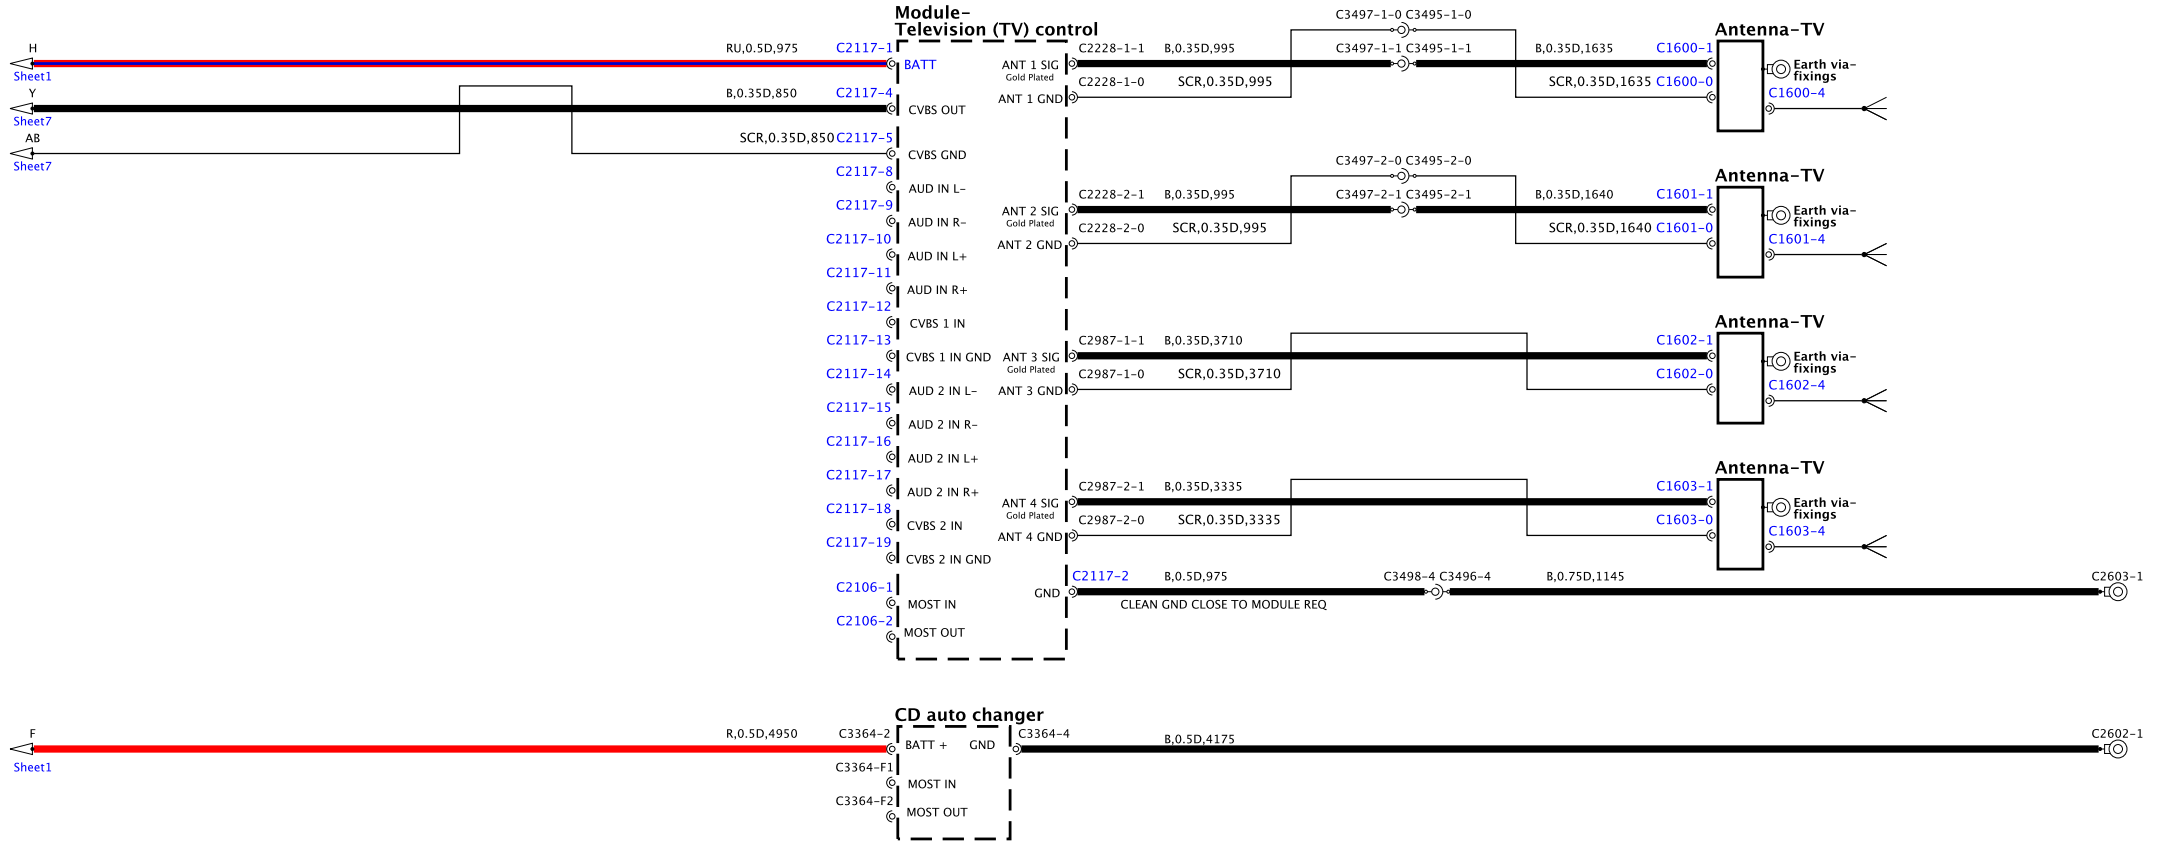 Module-
Television (TV) control
C3497-1-0 C3495-1-0
Antenna-TV
H
RU,0.5D,975
C2117-1
C2228-1-1
B,0.35D,995
C3497-1-1 C3495-1-1
B,0.35D,1635
C1600-1
BATT
ANT 1 SIG
Gold Plated
Earth via-
fixings
Sheet1
C2228-1-0
SCR,0.35D,995
SCR,0.35D,1635
C1600-0
Y
B,0.35D,850
C2117-4
ANT 1 GND
C1600-4
CVBS OUT
AB
SCR,0.35D,850
C2117-5
CVBS GND
Sheet7
Sheet7
C3497-2-0 C3495-2-0
C2117-8
AUD IN L-
Antenna-TV
C2228-2-1
B,0.35D,995
C3497-2-1 C3495-2-1
B,0.35D,1640
C1601-1
C2117-9
AUD IN R-
ANT 2 SIG
Gold Plated
Earth via-
fixings
C2228-2-0
SCR,0.35D,995
SCR,0.35D,1640
C1601-0
C2117-10
AUD IN L+
ANT 2 GND
C1601-4
C2117-11
AUD IN R+
C2117-12
CVBS 1 IN
Antenna-TV
C2117-13
CVBS 1 IN GND
ANT 3 SIG
Gold Plated
C2987-1-1
B,0.35D,3710
C1602-1
Earth via-
fixings
C2117-14
AUD 2 IN L-
ANT 3 GND
C2987-1-0
SCR,0.35D,3710
C1602-0
C1602-4
C2117-15
AUD 2 IN R-
C2117-16
AUD 2 IN L+
Antenna-TV
C2117-17
AUD 2 IN R+
C2987-2-1
B,0.35D,3335
C1603-1
ANT 4 SIG
Gold Plated
Earth via-
fixings
C2117-18
CVBS 2 IN
C2987-2-0
SCR,0.35D,3335
C1603-0
ANT 4 GND
C1603-4
C2117-19
CVBS 2 IN GND
C2117-2
B,0.5D,975
C3498-4 C3496-4
B,0.75D,1145
C2603-1
C2106-1
MOST IN
GND
CLEAN GND CLOSE TO MODULE REQ
C2106-2
MOST OUT
CD auto changer
F
R,0.5D,4950
C3364-2
BATT +
GND
C3364-4
B,0.5D,4175
C2602-1
Sheet1
C3364-F1
MOST IN
C3364-F2
MOST OUT